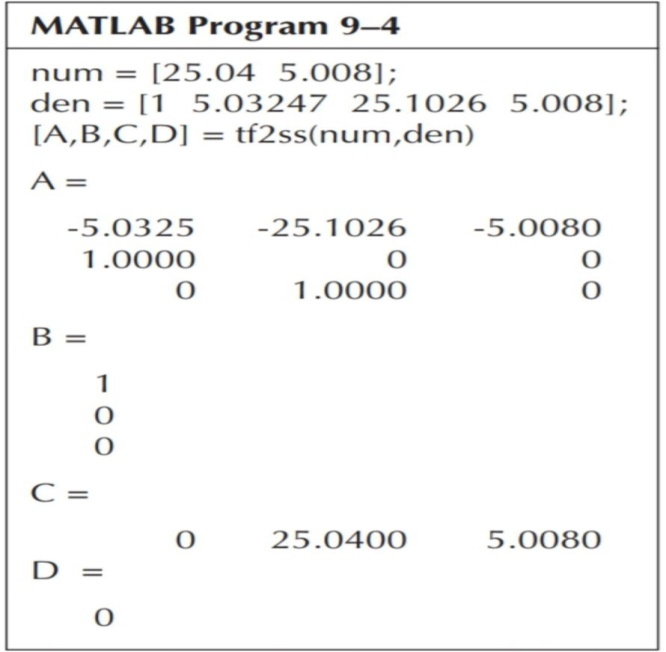 MATLAB Program 9–4
num = [25.04 5.008];
den = [1 5.03247 25.1026 5.008];
[A,B,C,D] = tf2ss(num,den)
A =
-5.0325 -25.1026 -5.0080
1.0000 0 0
0 1.0000 0
B =
1
0
0
C =
0 25.0400 5.0080
D =
0